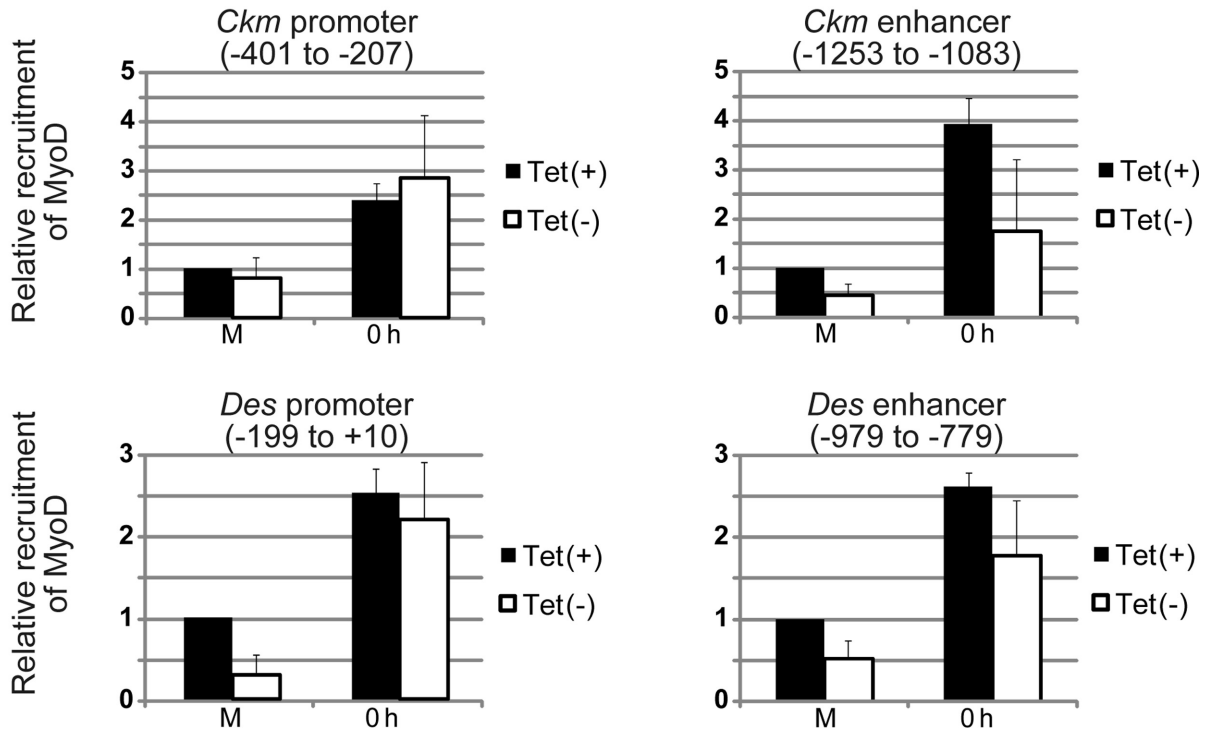 Ckm promoter
(-401 to -207)
Relative recruitment
of MyoD
5
4
3
2
1
0
M
0 h
Tet(+)
Tet(-)
Ckm enhancer
(-1253 to -1083)
5
4
3
2
1
0
M
0 h
Tet(+)
Tet(-)
Des promoter
(-199 to +10)
Relative recruitment
of MyoD
3
2
1
0
M
0 h
Tet(+)
Tet(-)
Des enhancer
(-979 to -779)
3
2
1
0
M
0 h
Tet(+)
Tet(-)